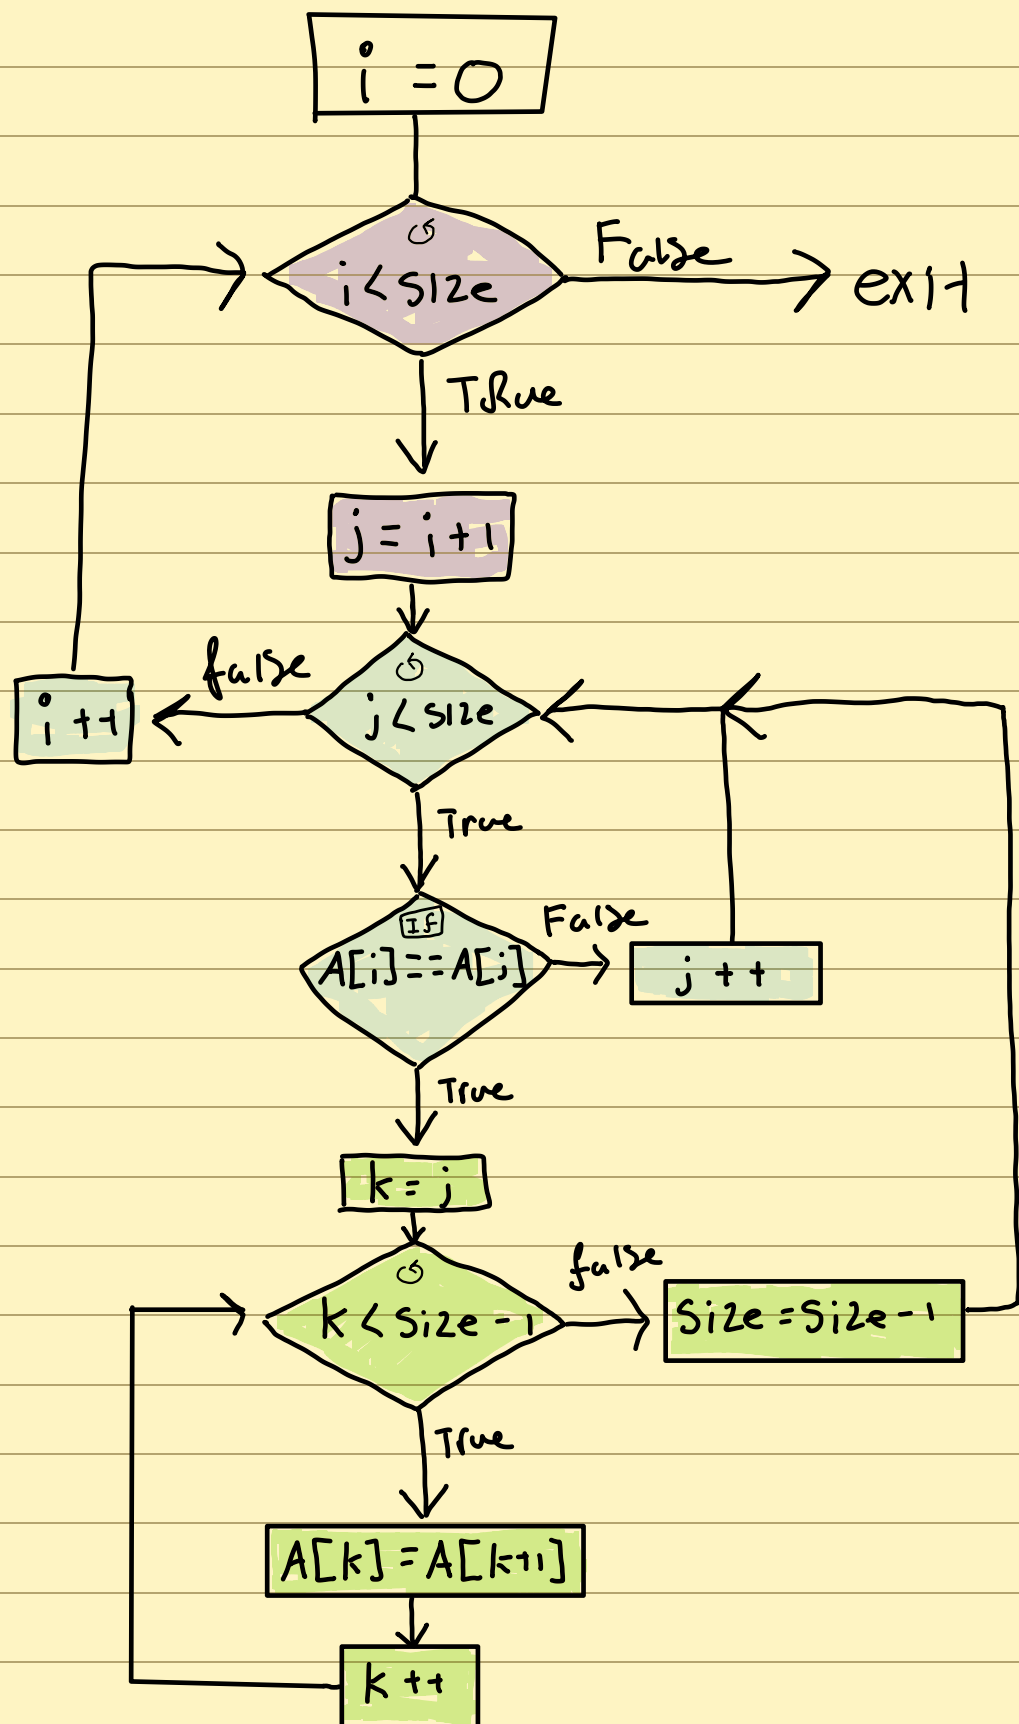 i = 0
i < size
False
exit
TRue
j = i + 1
false
j < size
i ++
True
If
A[i] == A[j]
False
j ++
True
k = j
false
k < Size - 1
Size = Size - 1
True
A[k] = A[k+1]
k ++